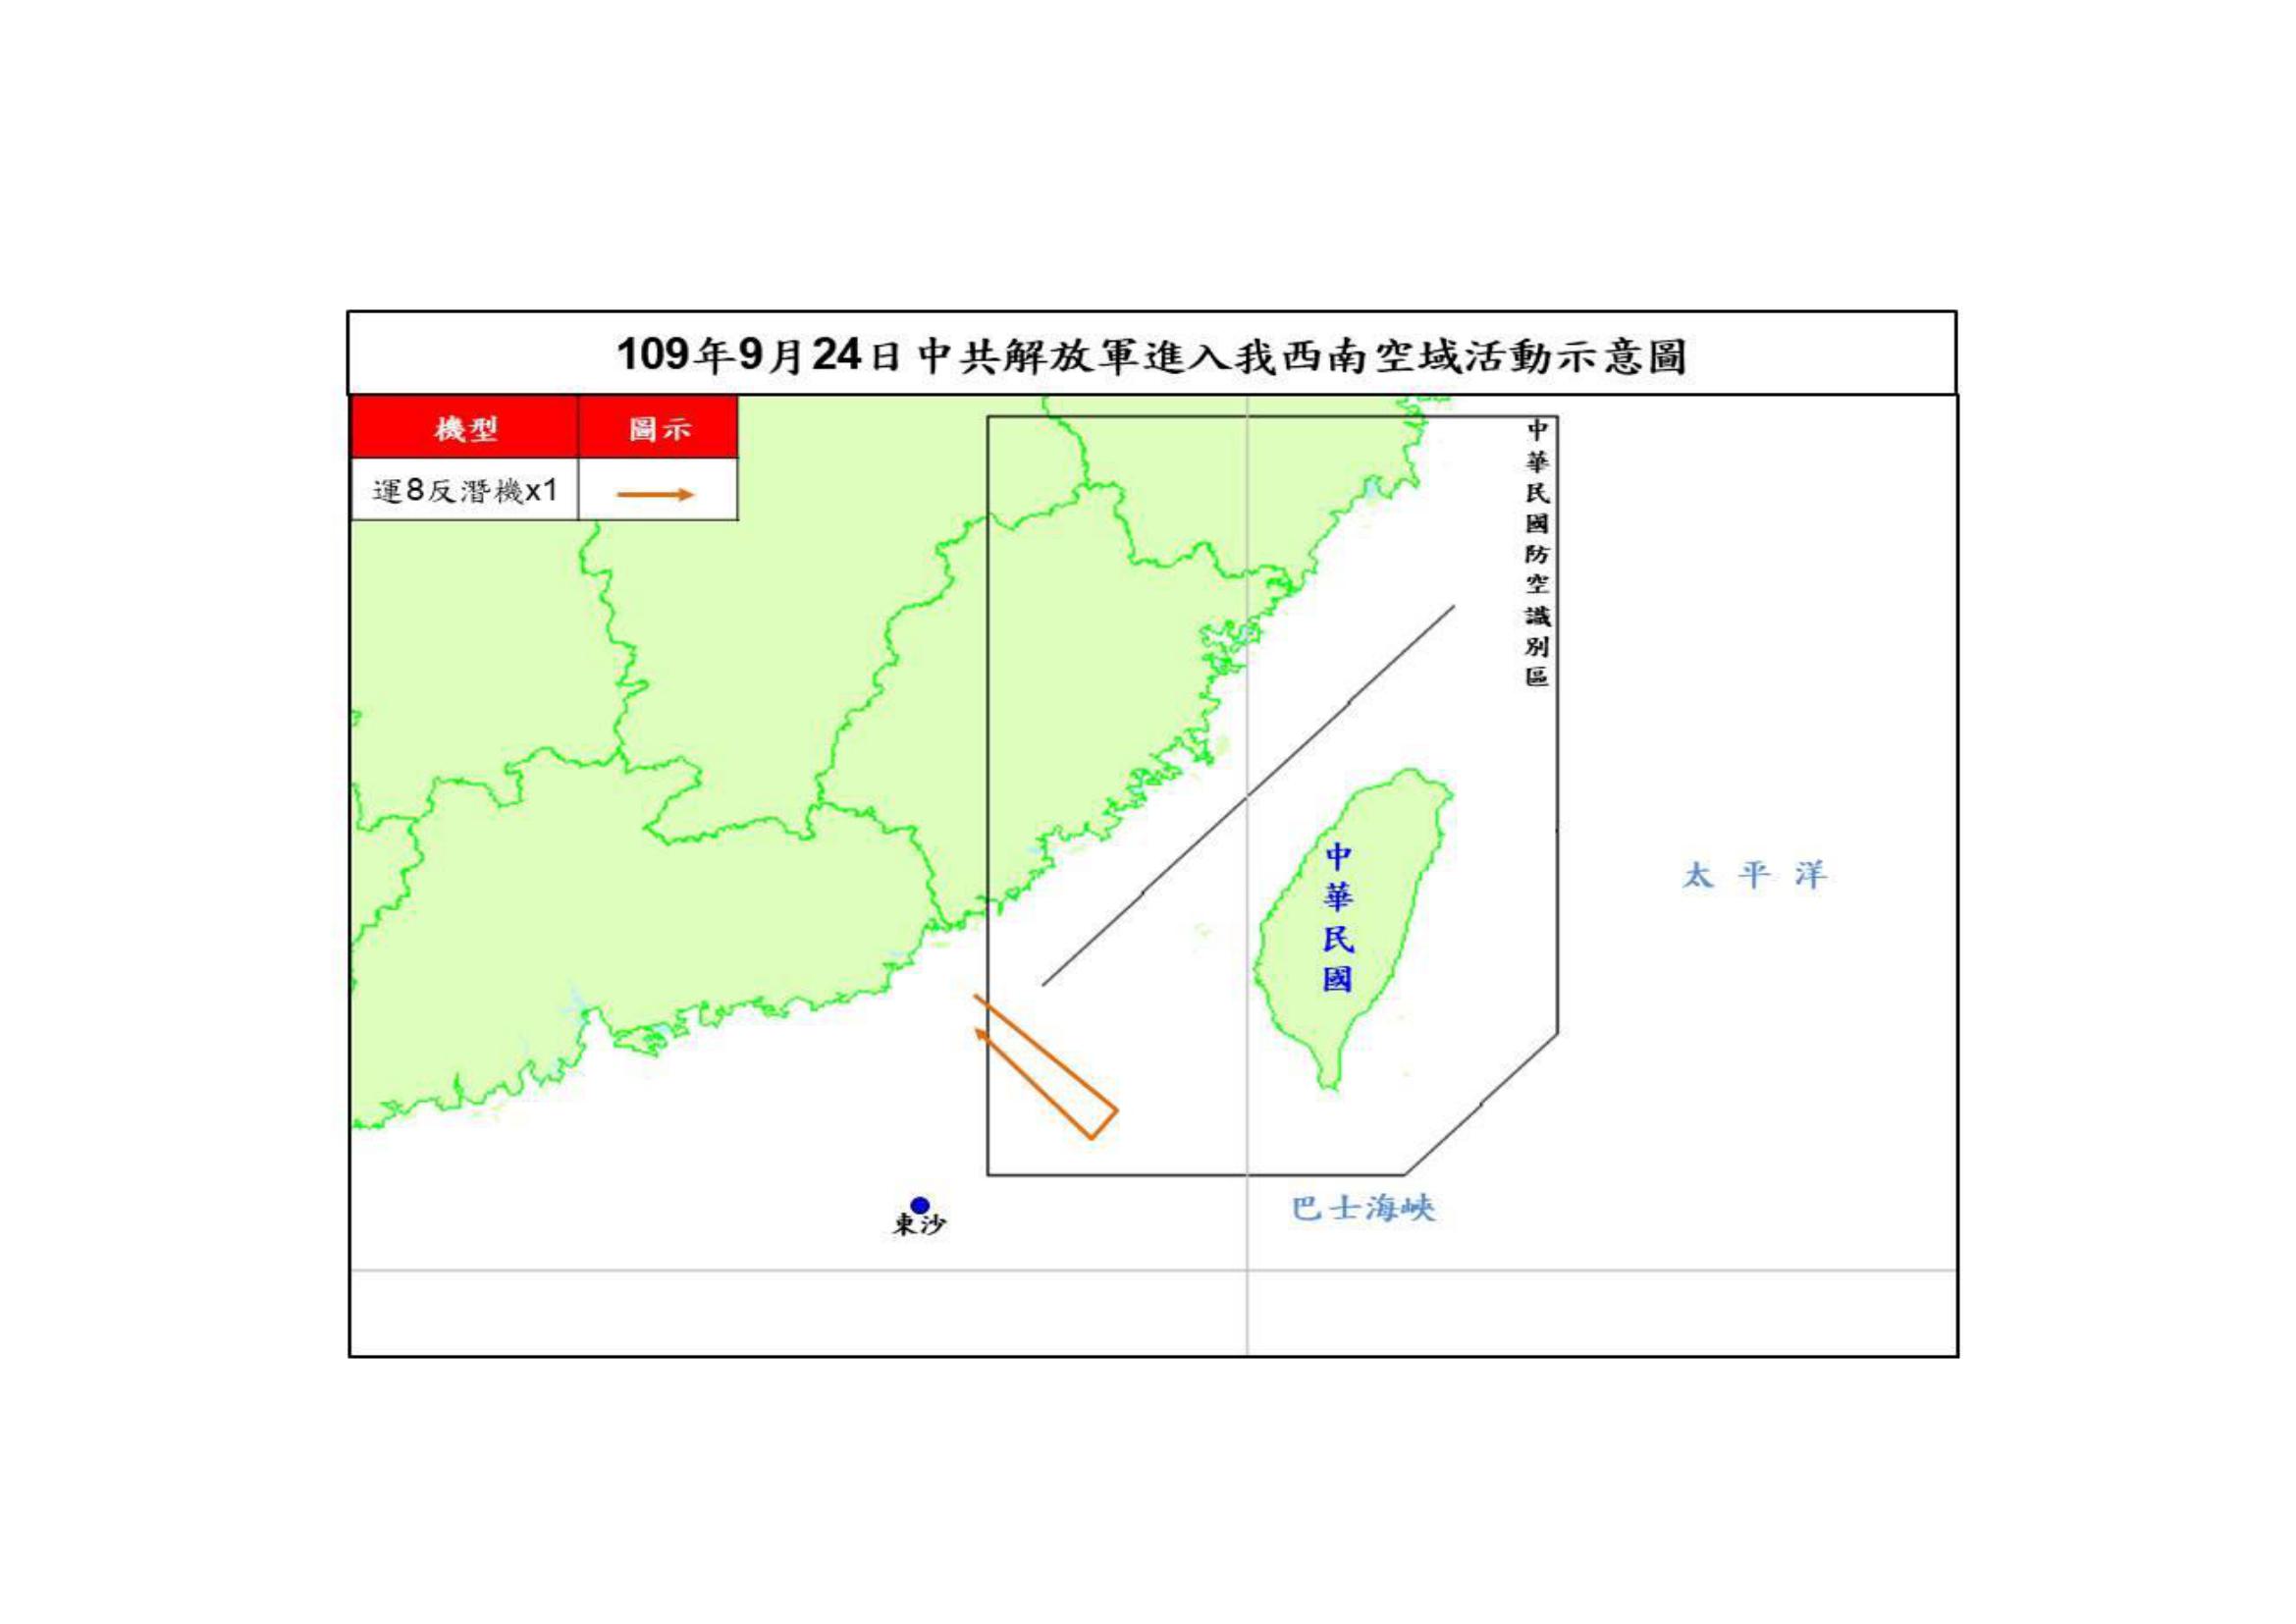 109年9月24日中共解放軍進入我西南空域活動示意圖
機型 圖示
運8反潛機x1
中華民國防空識別區
中華民國
太平洋
巴士海峽
東沙